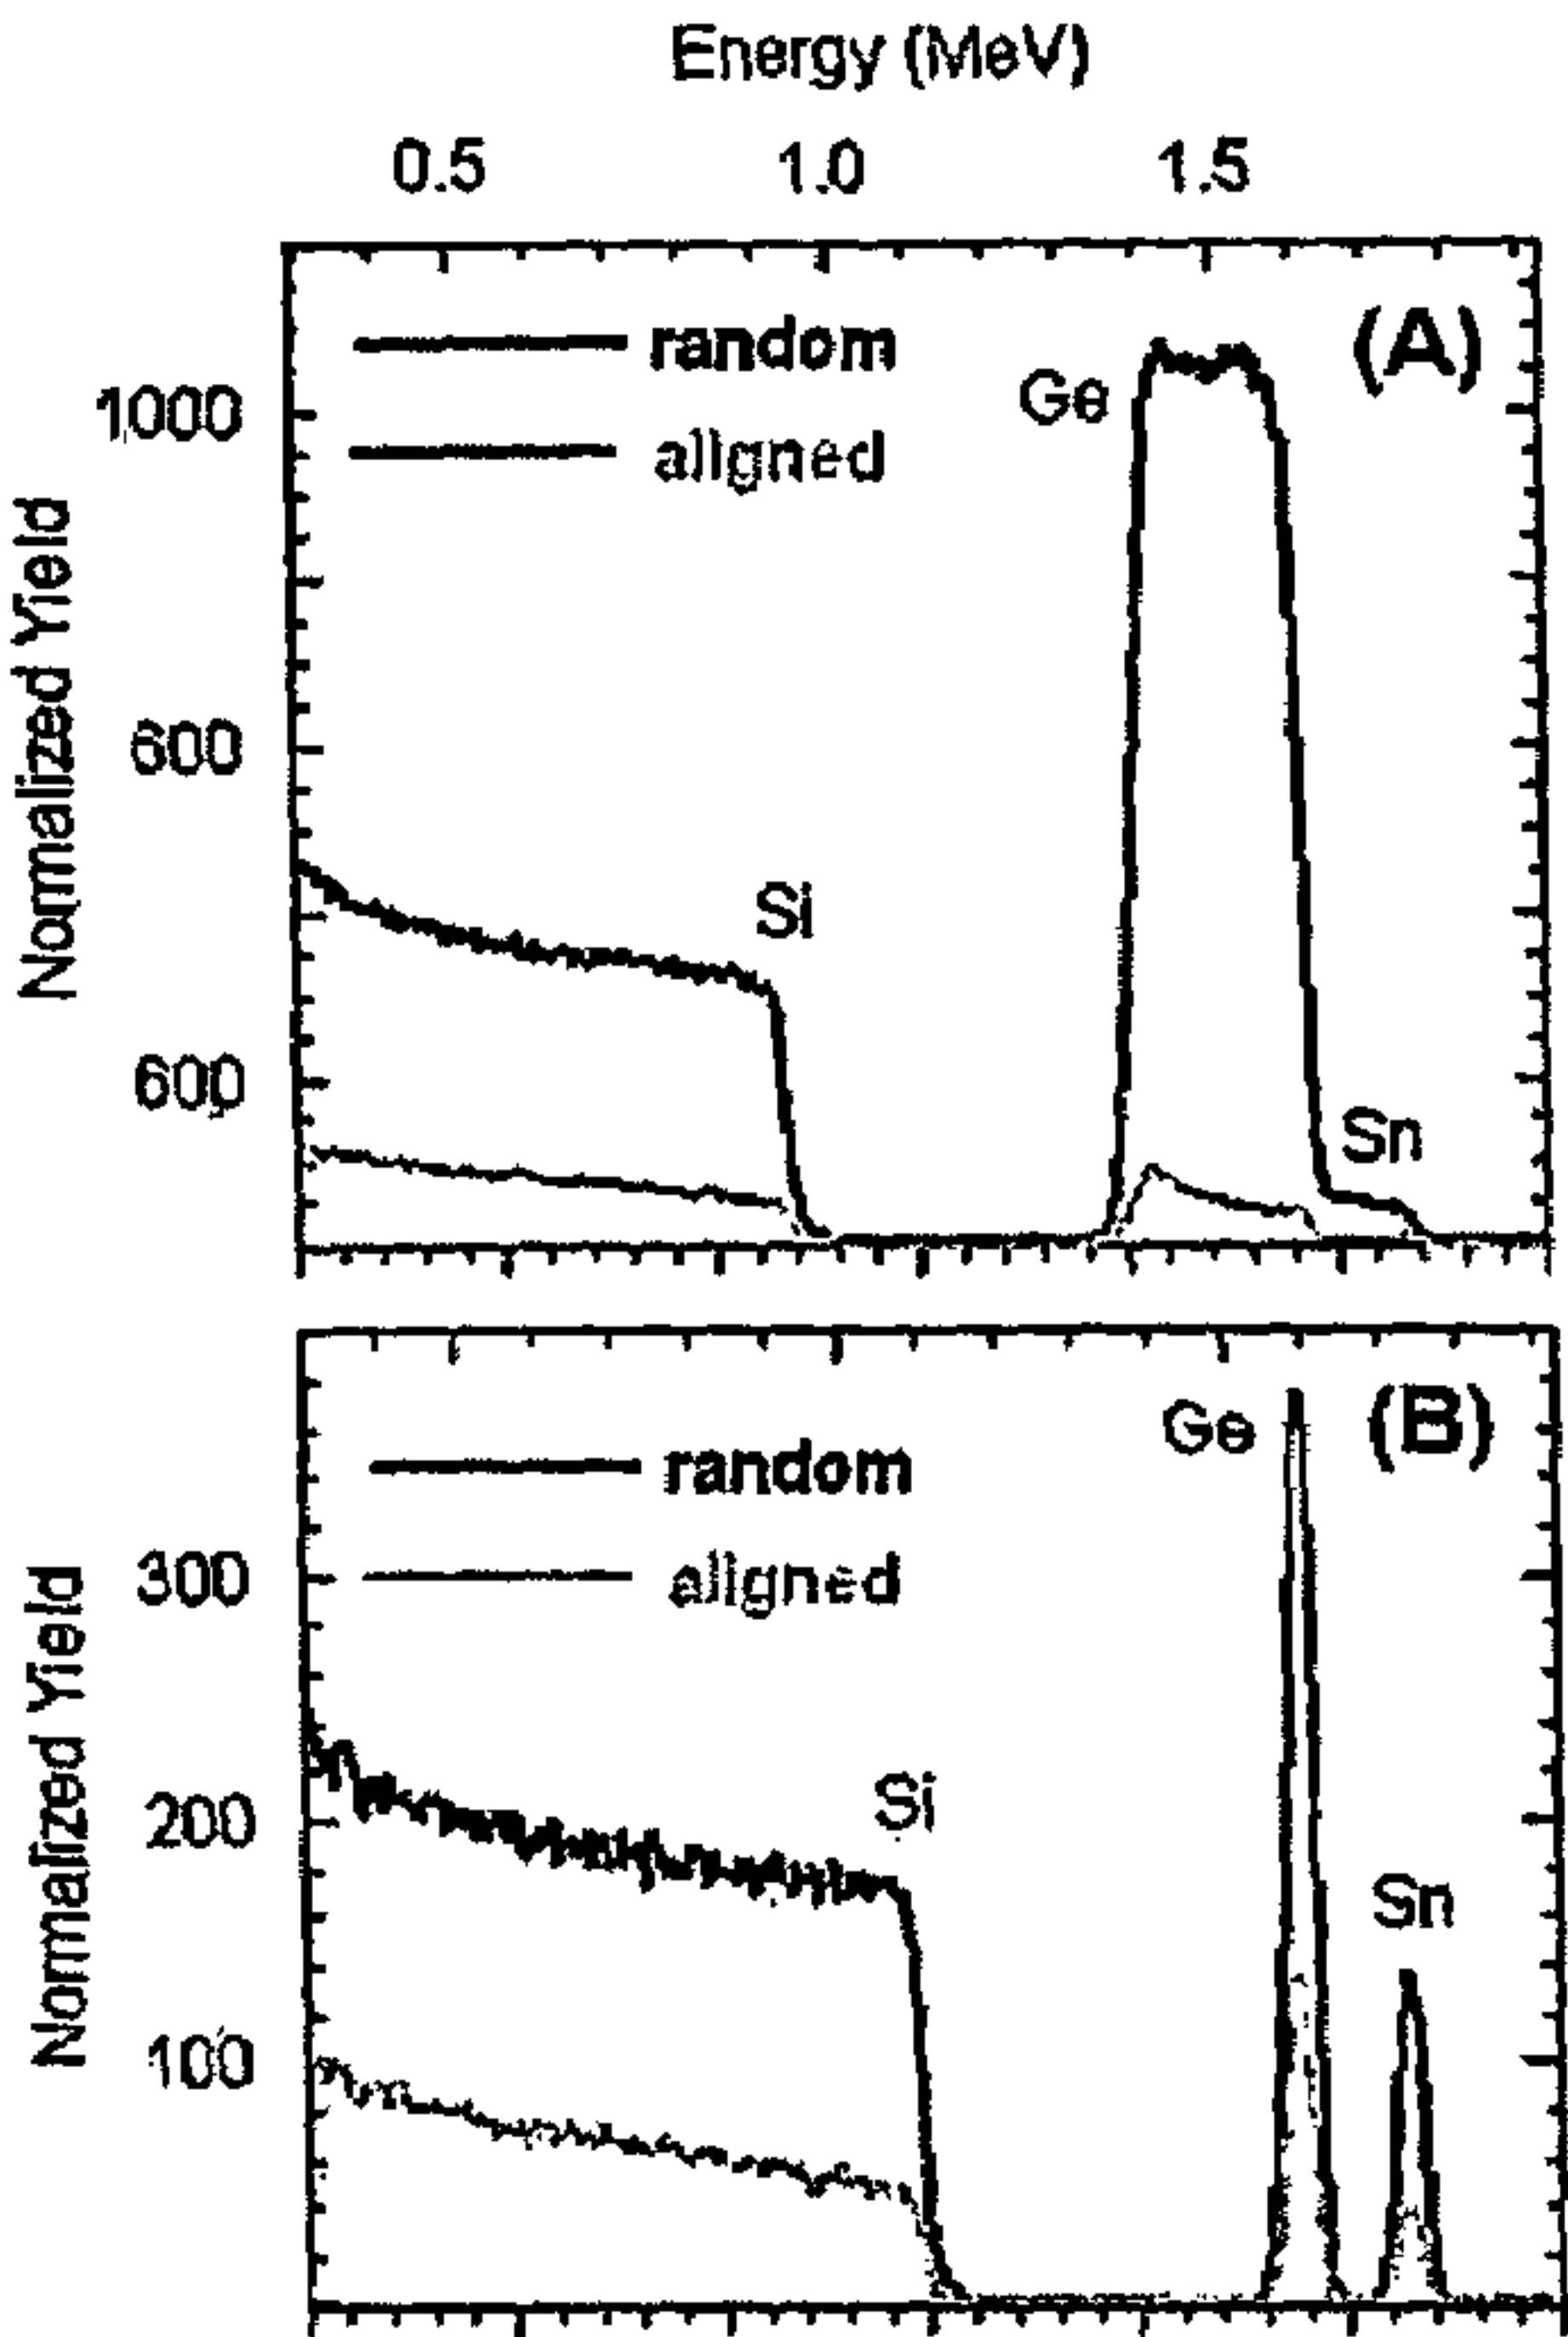 Energy (MeV)
0.5 1.0 1.5
random
(A)
Ge
1000
aligned
Normalized Yield
600
Si
600
Sn
Ge
(B)
random
300
aligned
Normalized Yield
200
Si
Sn
100